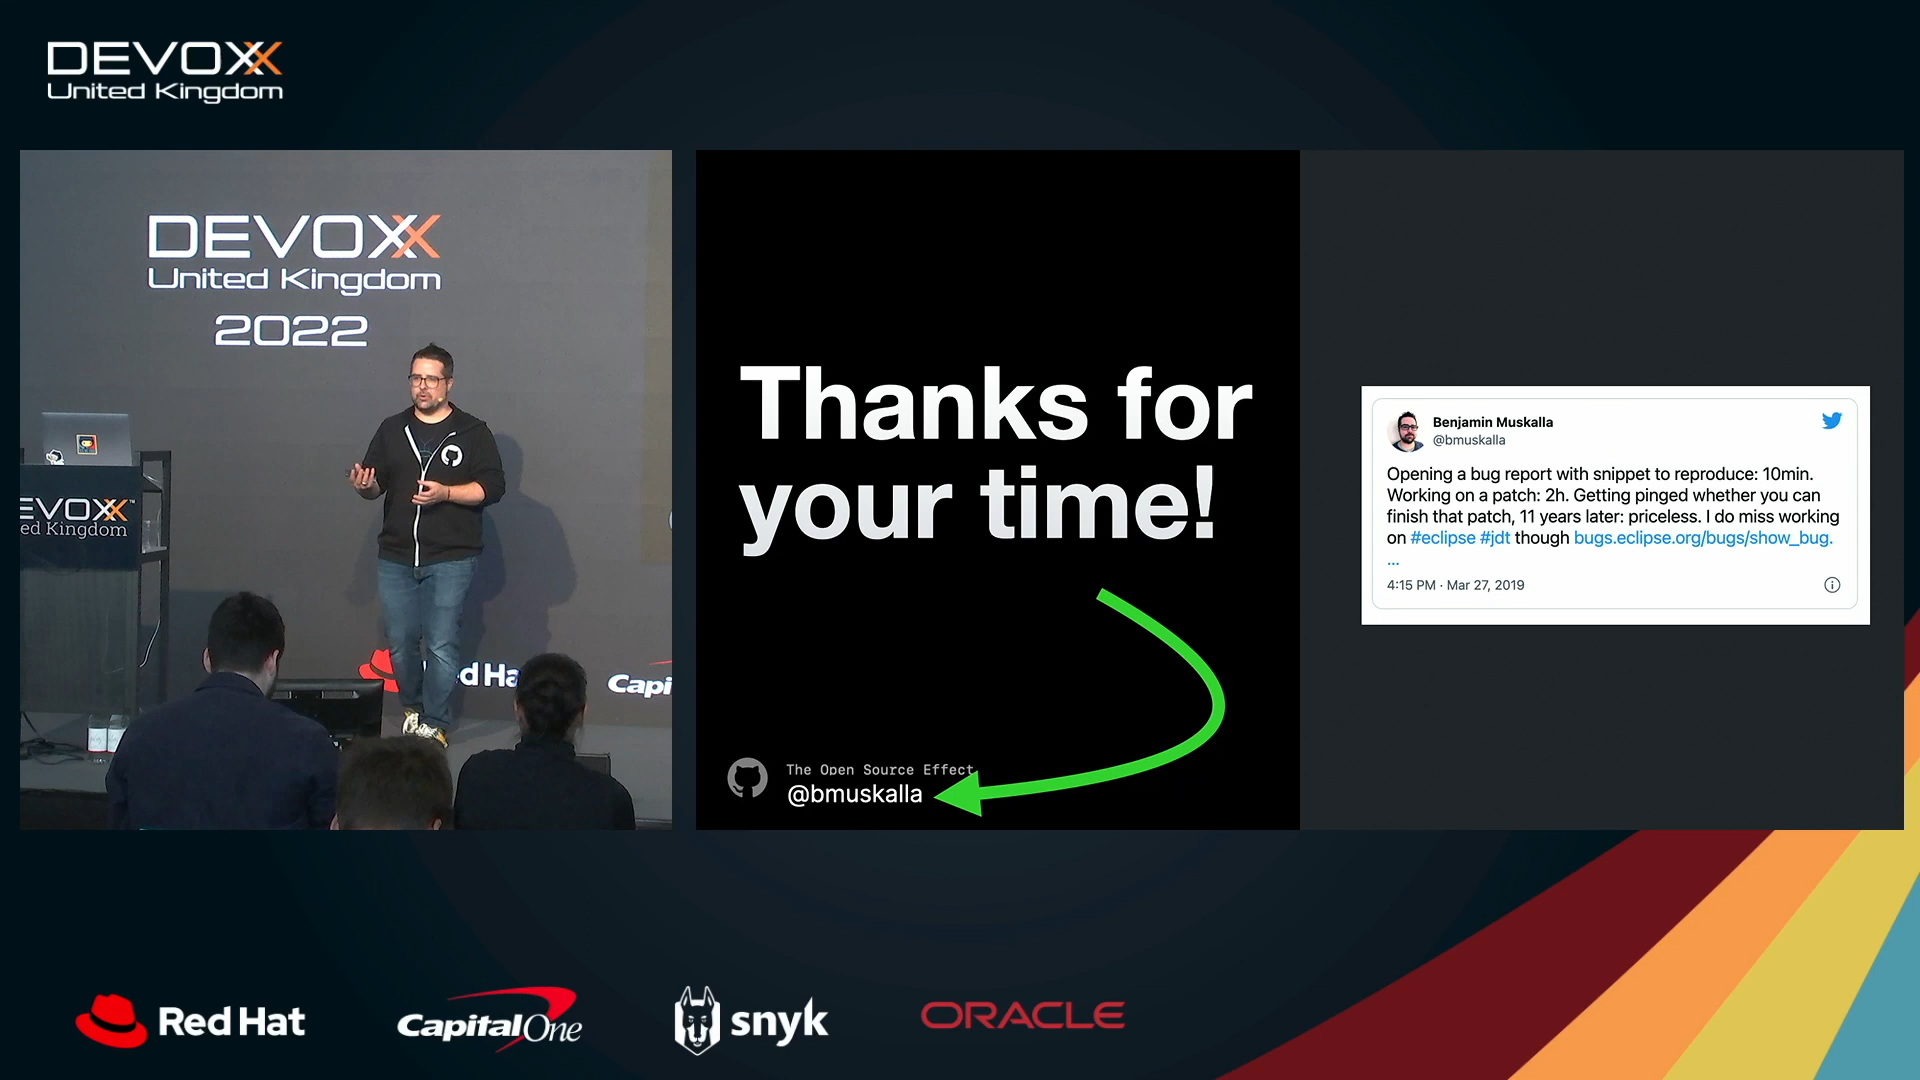 DEVOXX
United Kingdom
DEVOXX
United Kingdom
2022
EVOXX™
ed Kingdom
d Ha
Capi
Thanks for
your time!
The Open Source Effect
@bmuskalla
Benjamin Muskalla
@bmuskalla
Opening a bug report with snippet to reproduce: 10min.
Working on a patch: 2h. Getting pinged whether you can
finish that patch, 11 years later: priceless. I do miss working
on #eclipse #jdt though bugs.eclipse.org/bugs/show_bug.
…
4:15 PM · Mar 27, 2019
Red Hat
CapitalOne
snyk
ORACLE